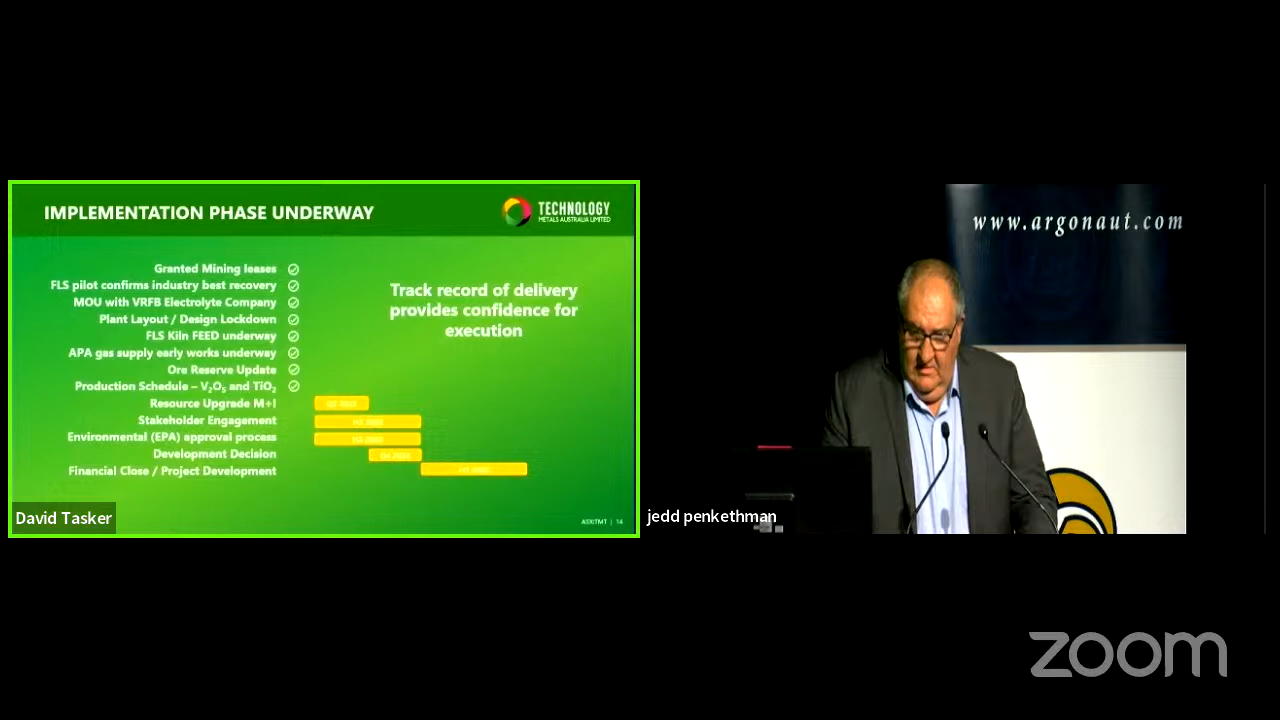 IMPLEMENTATION PHASE UNDERWAY
TECHNOLOGY
METALS AUSTRALIA LIMITED
Granted Mining leases
FLS pilot confirms industry best recovery
MOU with VRFB Electrolyte Company
Plant Layout / Design Lockdown
FLS Kiln FEED underway
APA gas supply early works underway
Ore Reserve Update
Production Schedule – V₂O₅ and TiO₂
Resource Upgrade M+I
Stakeholder Engagement
Environmental (EPA) approval process
Development Decision
Financial Close / Project Development
Track record of delivery
provides confidence for
execution
ASX:TMT | 14
David Tasker
www.argonaut.com
jedd penkethman
zoom